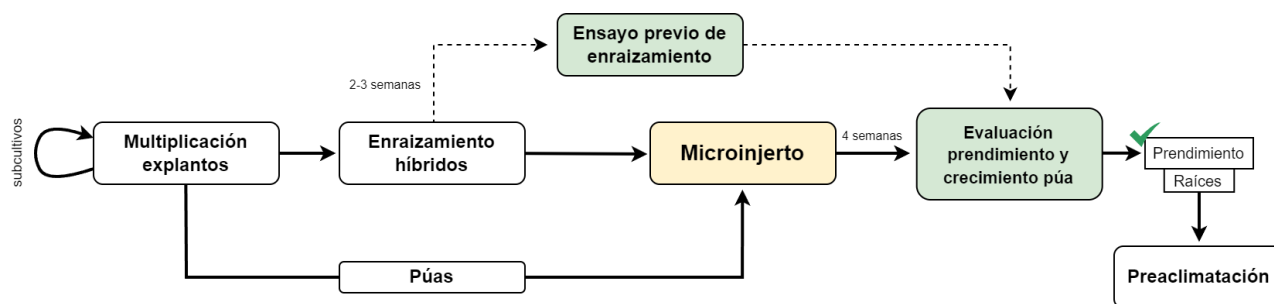 Ensayo previo de
enraizamiento
2-3 semanas
subcultivos
Multiplicación
explantos
Enraizamiento
híbridos
Microinjerto
4 semanas
Evaluación
prendimiento y
crecimiento púa
Prendimiento
Raíces
Púas
Preaclimatación